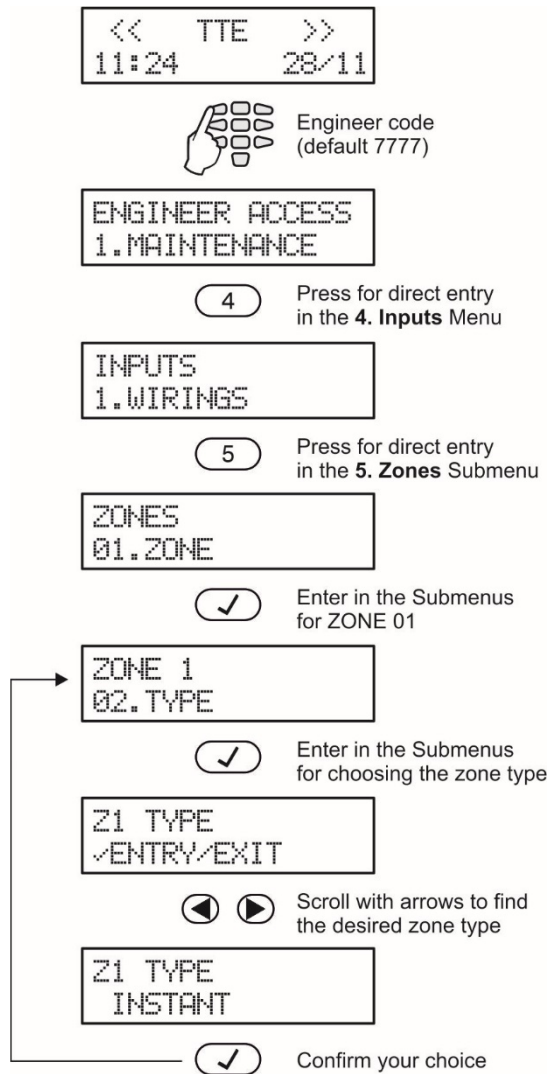 << TTE >>
11:24 28/11
Engineer code
(default 7777)
ENGINEER ACCESS
1.MAINTENANCE
4
Press for direct entry
in the 4. Inputs Menu
INPUTS
1.WIRINGS
5
Press for direct entry
in the 5. Zones Submenu
ZONES
01.ZONE
Enter in the Submenus
for ZONE 01
ZONE 1
02.TYPE
Enter in the Submenus
for choosing the zone type
Z1 TYPE
✓ENTRY/EXIT
Scroll with arrows to find
the desired zone type
Z1 TYPE
INSTANT
Confirm your choice